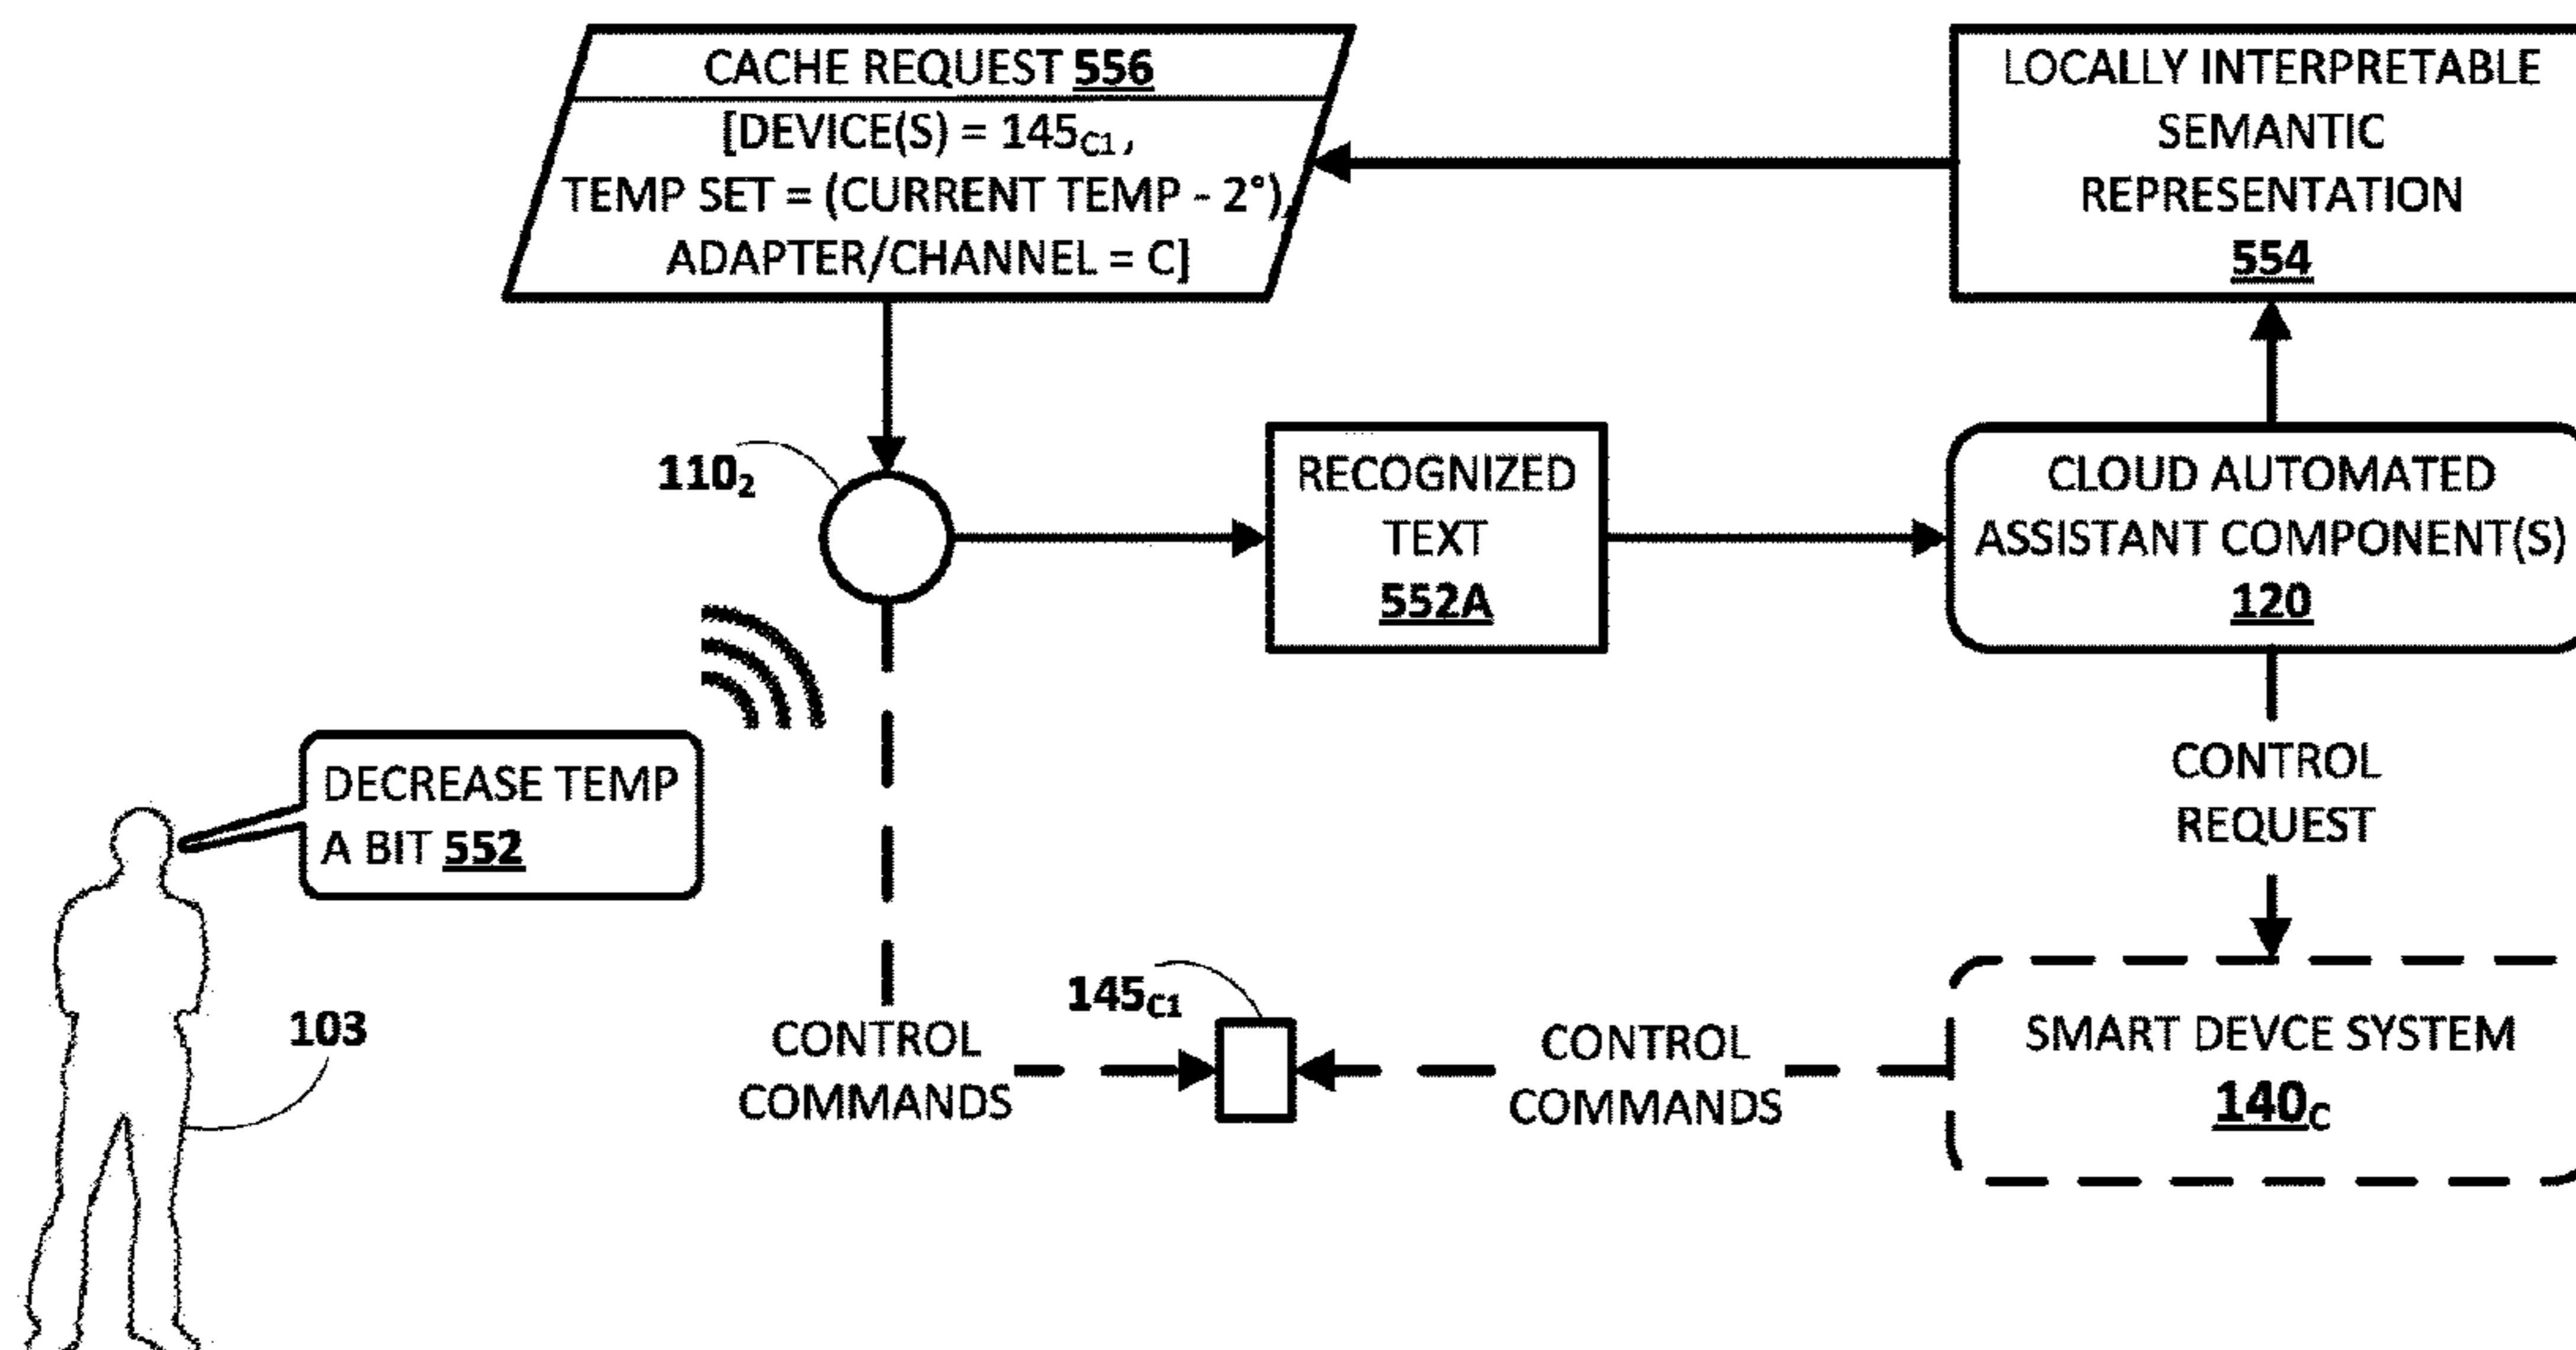 CACHE REQUEST 556
[DEVICE(S) = 145C1,
TEMP SET = (CURRENT TEMP - 2°),
ADAPTER/CHANNEL = C]
LOCALLY INTERPRETABLE
SEMANTIC
REPRESENTATION
554
1102
RECOGNIZED
TEXT
552A
CLOUD AUTOMATED
ASSISTANT COMPONENT(S)
120
DECREASE TEMP
A BIT 552
CONTROL
REQUEST
103
145C1
CONTROL
COMMANDS
CONTROL
COMMANDS
SMART DEVCE SYSTEM
140C